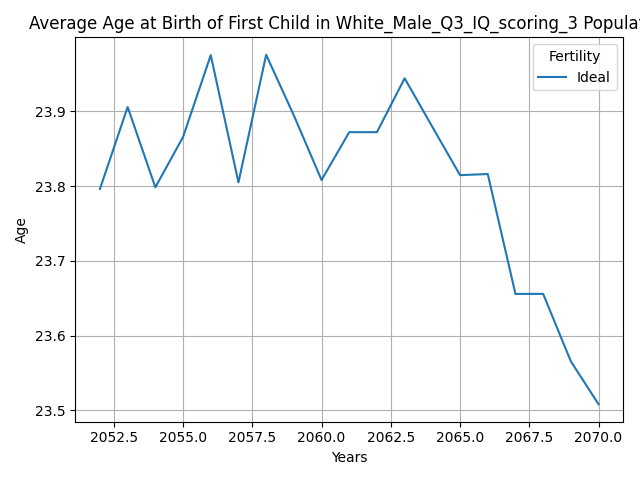 Average Age at Birth of First Child in White_Male_Q3_IQ_scoring_3 Populat
Fertility
Ideal
23.9
23.8
23.7
23.6
23.5
Age
2052.5 2055.0 2057.5 2060.0 2062.5 2065.0 2067.5 2070.0
Years